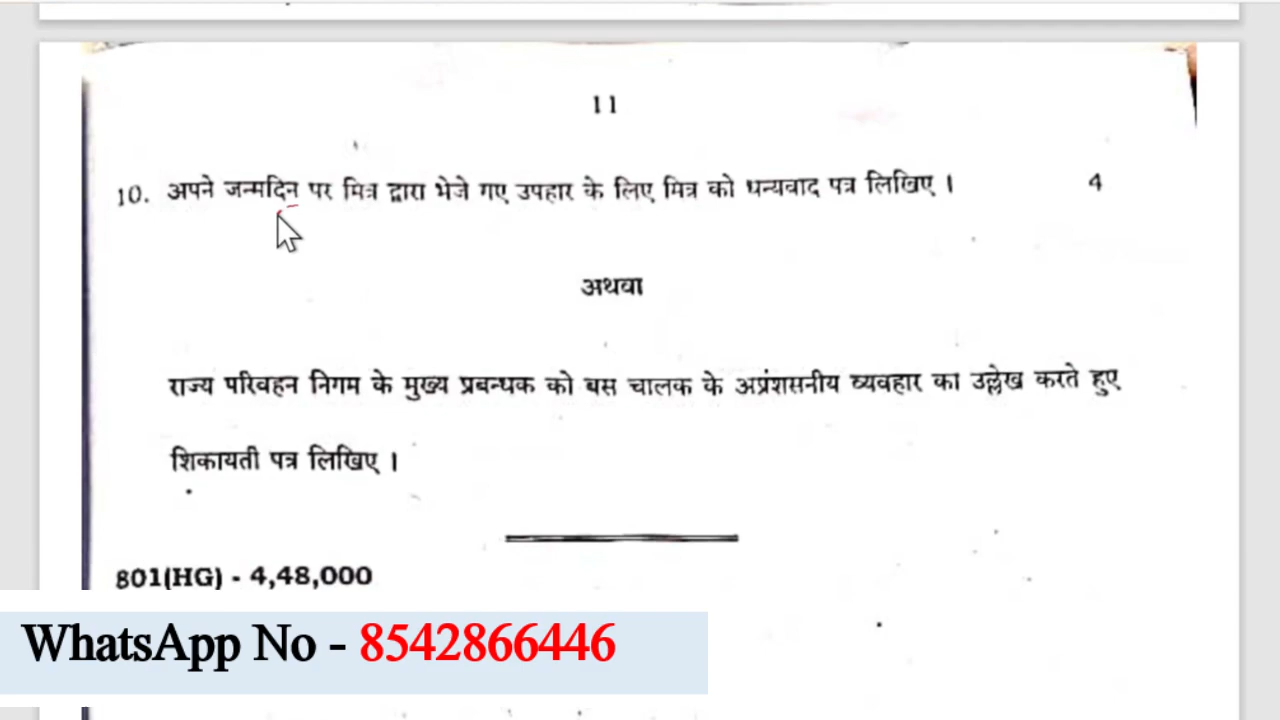 11
10. अपने जन्मदिन पर मित्र द्वारा भेजे गए उपहार के लिए मित्र को धन्यवाद पत्र लिखिए । 4
अथवा
राज्य परिवहन निगम के मुख्य प्रबन्धक को बस चालक के अप्रंशसनीय व्यवहार का उल्लेख करते हुए
शिकायती पत्र लिखिए ।
801(HG) - 4,48,000
WhatsApp No - 8542866446